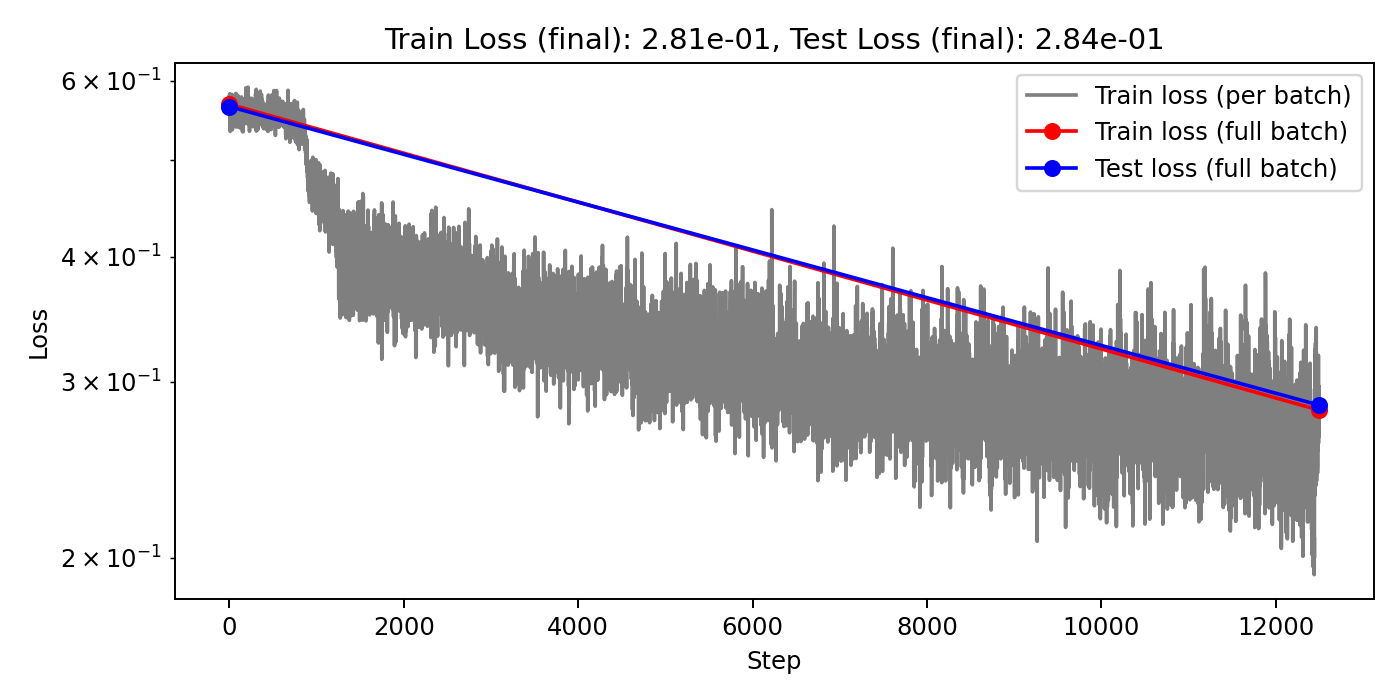 Train Loss (final): 2.81e-01, Test Loss (final): 2.84e-01
6 × 10⁻¹
4 × 10⁻¹
3 × 10⁻¹
2 × 10⁻¹
Loss
Train loss (per batch)
Train loss (full batch)
Test loss (full batch)
0 2000 4000 6000 8000 10000 12000
Step